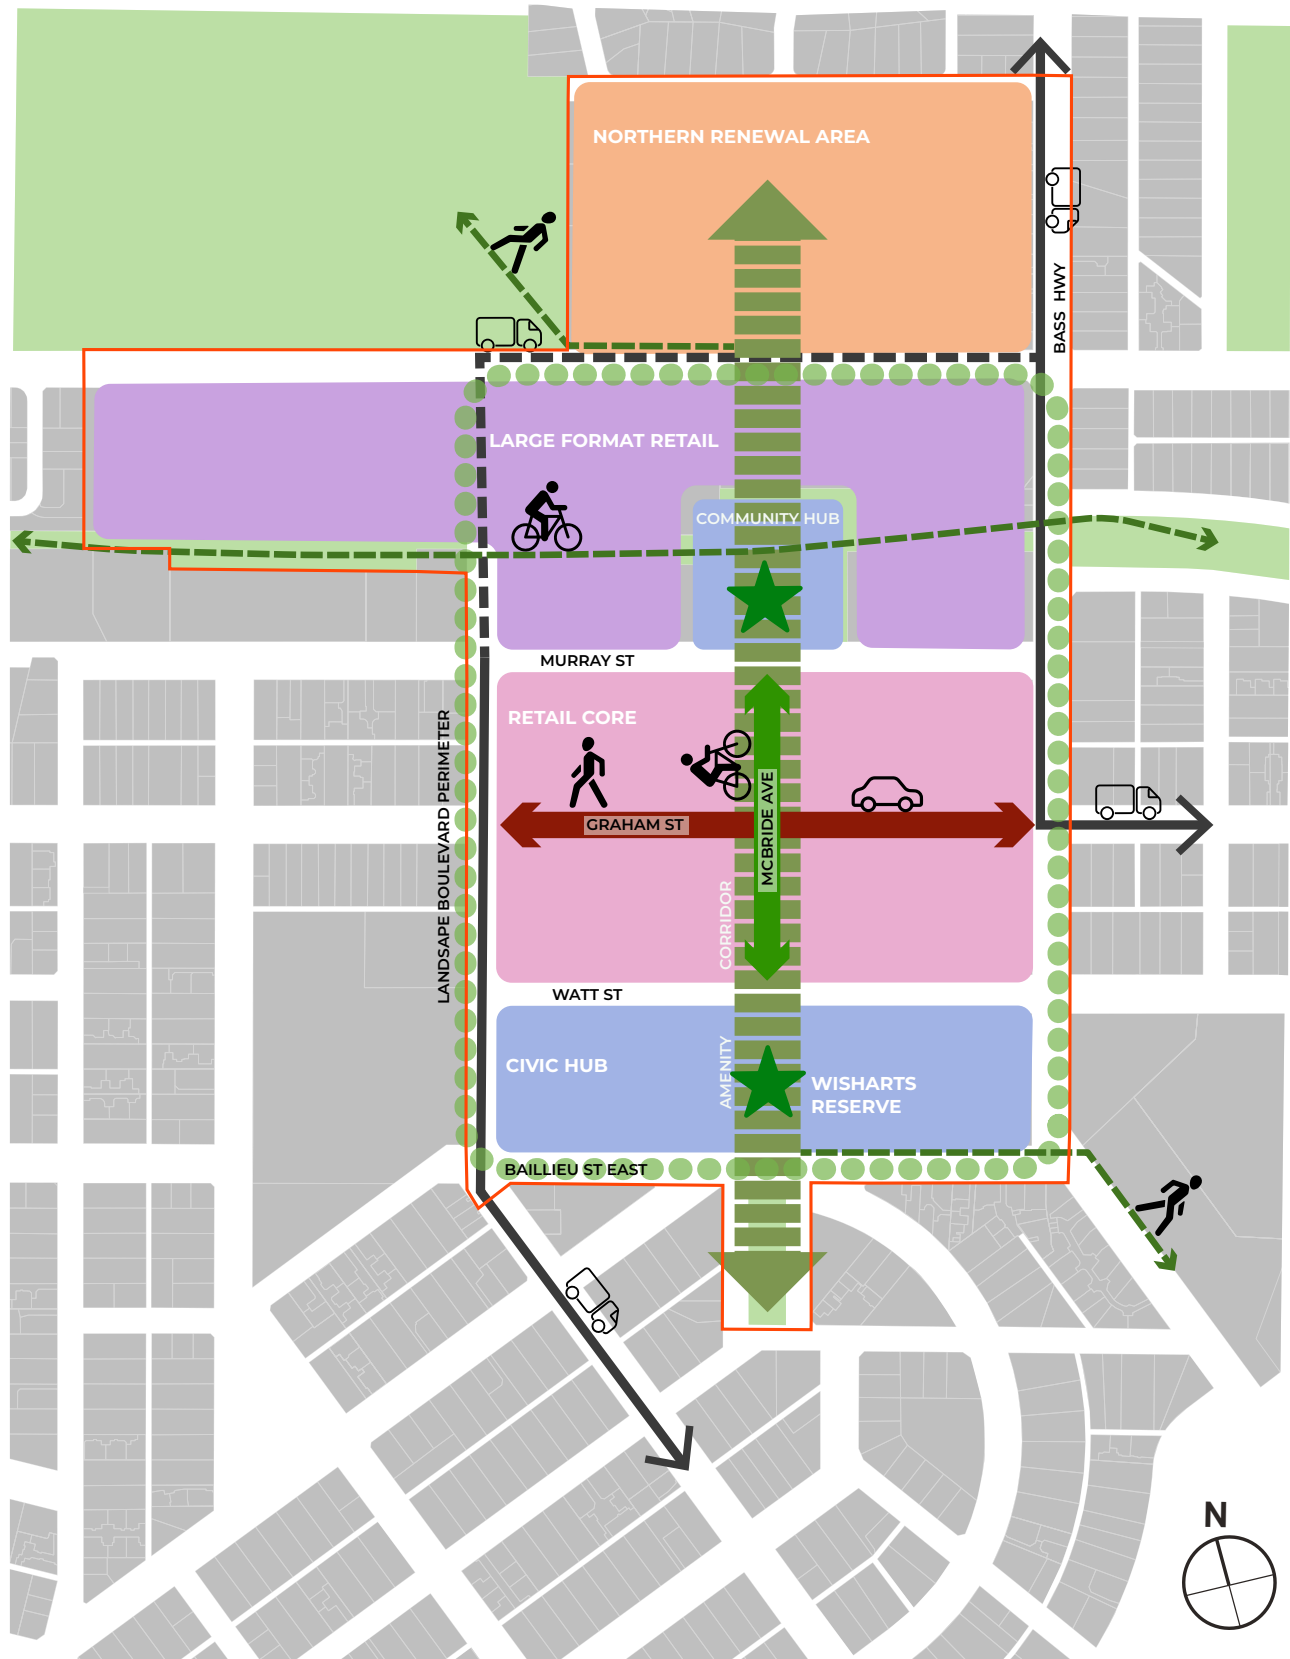 NORTHERN RENEWAL AREA
BASS HWY
LARGE FORMAT RETAIL
COMMUNITY HUB
MURRAY ST
RETAIL CORE
LANDSAPE BOULEVARD PERIMETER
GRAHAM ST
MCBRIDE AVE
CORRIDOR
WATT ST
CIVIC HUB
AMENITY
WISHARTS
RESERVE
BAILLIEU ST EAST
N